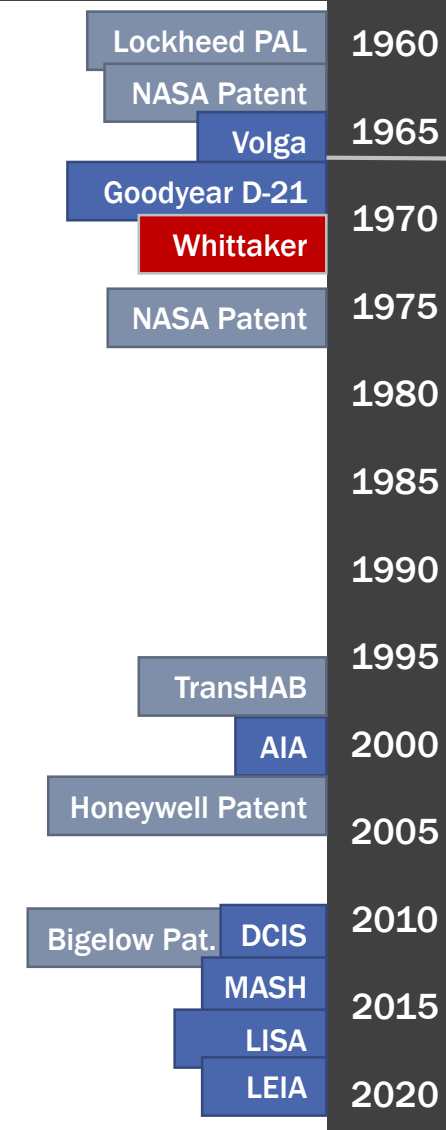 Lockheed PAL 1960
NASA Patent
Volga 1965
Goodyear D-21
1970
Whittaker
NASA Patent 1975
1980
1985
1990
1995
TransHAB
AIA 2000
Honeywell Patent
2005
Bigelow Pat. DCIS 2010
MASH
2015
LISA
LEIA 2020